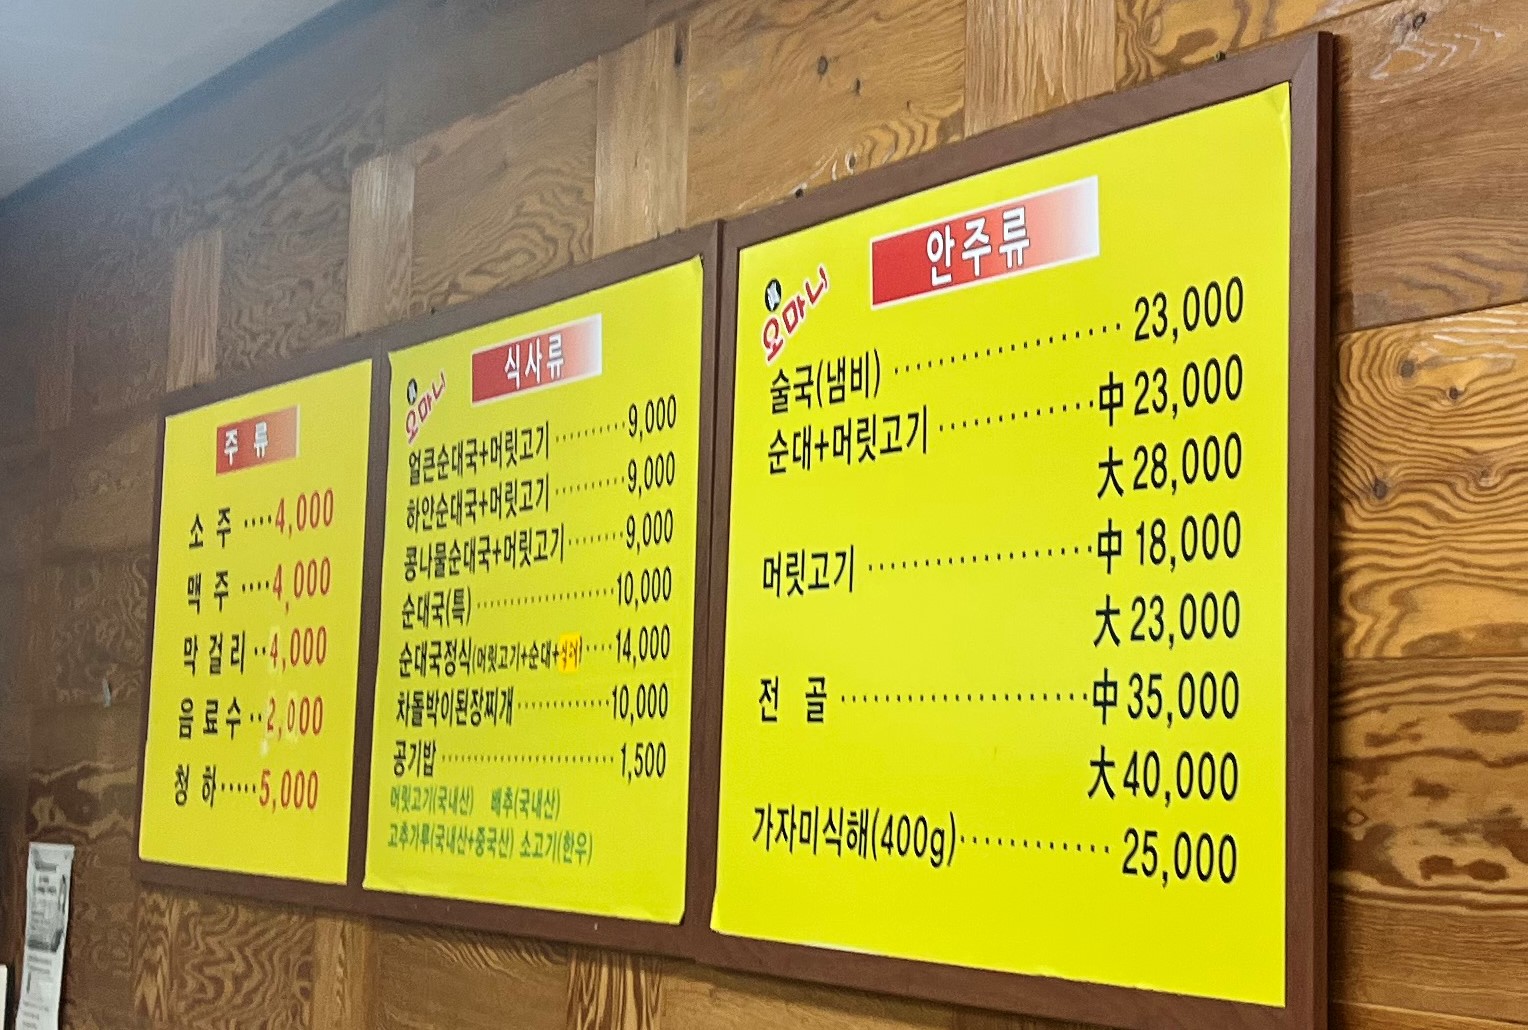 주 류
소 주 ····4,000
맥 주 ····4,000
막 걸 리 ··4,000
음 료 수 ··2,000
청 하 ·····5,000
오마니
식사류
얼큰순대국+머릿고기 ·········· 9,000
하얀순대국+머릿고기 ·········· 9,000
콩나물순대국+머릿고기 ········ 9,000
순대국(특) ···················· 10,000
순대국정식(머릿고기+순대+ ) ···· 14,000
차돌박이된장찌개 ············· 10,000
공기밥 ························ 1,500
머릿고기(국내산) 배추(국내산)
고추가루(국내산+중국산) 소고기(한우)
오마니
안주류
술국(냄비) ·················· 23,000
순대+머릿고기 ············· 中 23,000
大 28,000
머릿고기 ··················· 中 18,000
大 23,000
전 골 ······················ 中 35,000
大 40,000
가자미식해(400g) ············ 25,000